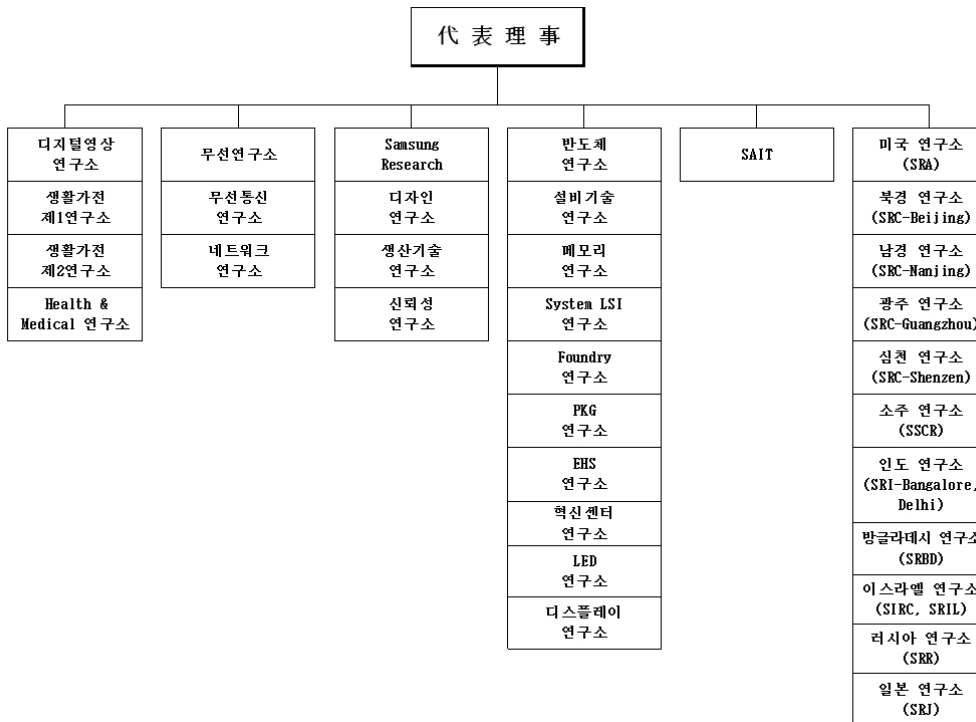 代 表 理 事
디지털영상
연구소
생활가전
제1연구소
생활가전
제2연구소
Health &
Medical 연구소
무선연구소
무선통신
연구소
네트워크
연구소
Samsung
Research
디자인
연구소
생산기술
연구소
신뢰성
연구소
반도체
연구소
설비기술
연구소
메모리
연구소
System LSI
연구소
Foundry
연구소
PKG
연구소
EHS
연구소
혁신센터
연구소
LED
연구소
디스플레이
연구소
SAIT
미국 연구소
(SRA)
북경 연구소
(SRC-Beijing)
남경 연구소
(SRC-Nanjing)
광주 연구소
(SRC-Guangzhou)
심천 연구소
(SRC-Shenzen)
소주 연구소
(SSCR)
인도 연구소
(SRI-Bangalore,
Delhi)
방글라데시 연구소
(SRBD)
이스라엘 연구소
(SIRC, SRIL)
러시아 연구소
(SRR)
일본 연구소
(SRJ)